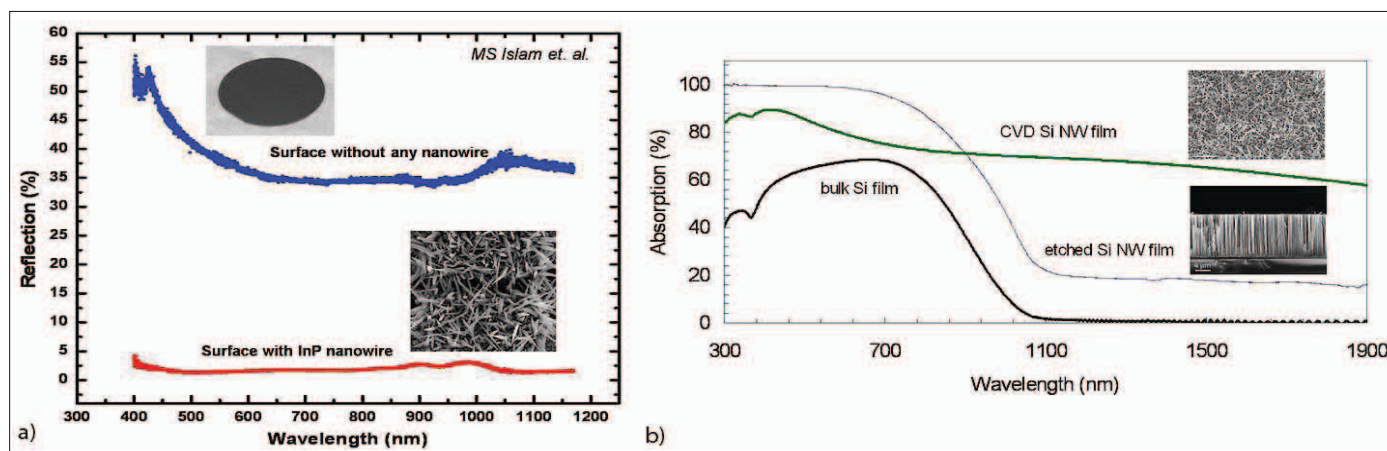 MS Islam et. al.
60
55
50
45
40
35
30
25
20
15
10
5
0
Reflection (%)
Surface without any nanowire
Surface with InP nanowire
300 400 500 600 700 800 900 1000 1100 1200
Wavelength (nm)
a)
100
80
60
40
20
0
Absorption (%)
CVD Si NW film
bulk Si film
etched Si NW film
4 µm
300 700 1100 1500 1900
Wavelength (nm)
b)